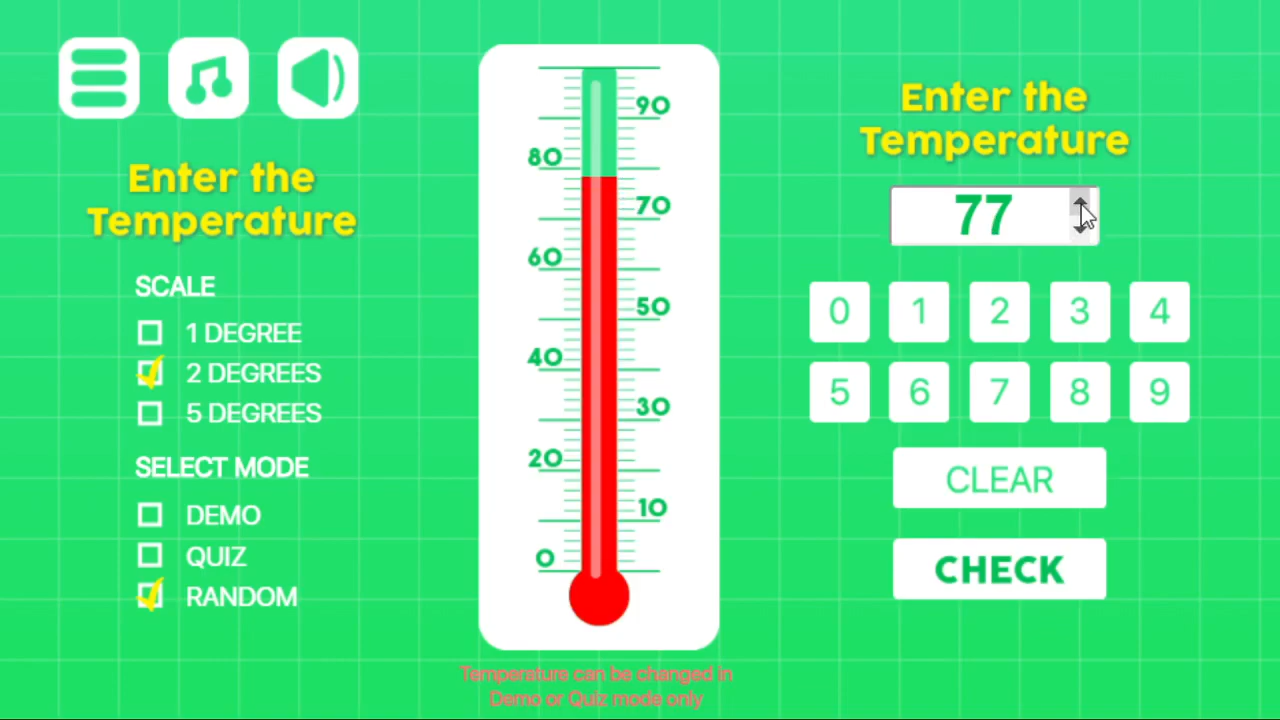 Enter the
Temperature
SCALE
1 DEGREE
2 DEGREES
5 DEGREES
SELECT MODE
DEMO
QUIZ
RANDOM
90
80
70
60
50
40
30
20
10
0
Temperature can be changed in
Demo or Quiz mode only
Enter the
Temperature
77
0 1 2 3 4
5 6 7 8 9
CLEAR
CHECK